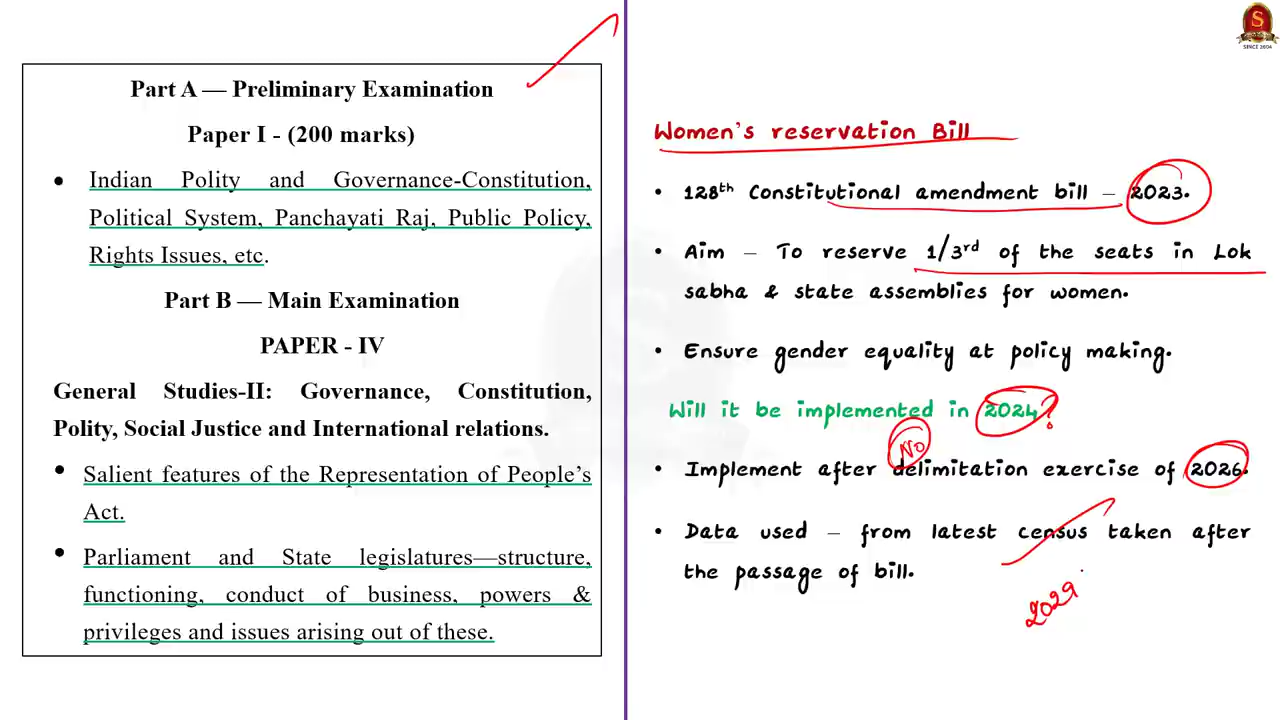 Part A — Preliminary Examination
Paper I - (200 marks)
• Indian Polity and Governance-Constitution,
Political System, Panchayati Raj, Public Policy,
Rights Issues, etc.
Part B — Main Examination
PAPER - IV
General Studies-II: Governance, Constitution,
Polity, Social Justice and International relations.
• Salient features of the Representation of People's
Act.
• Parliament and State legislatures—structure,
functioning, conduct of business, powers &
privileges and issues arising out of these.
S
SINCE 2004
Women's reservation Bill
• 128th Constitutional amendment bill – 2023.
• Aim – To reserve 1/3rd of the seats in Lok
sabha & state assemblies for women.
• Ensure gender equality at policy making.
Will it be implemented in 2024?
No
• Implement after delimitation exercise of 2026.
• Data used – from latest census taken after
the passage of bill.
2029